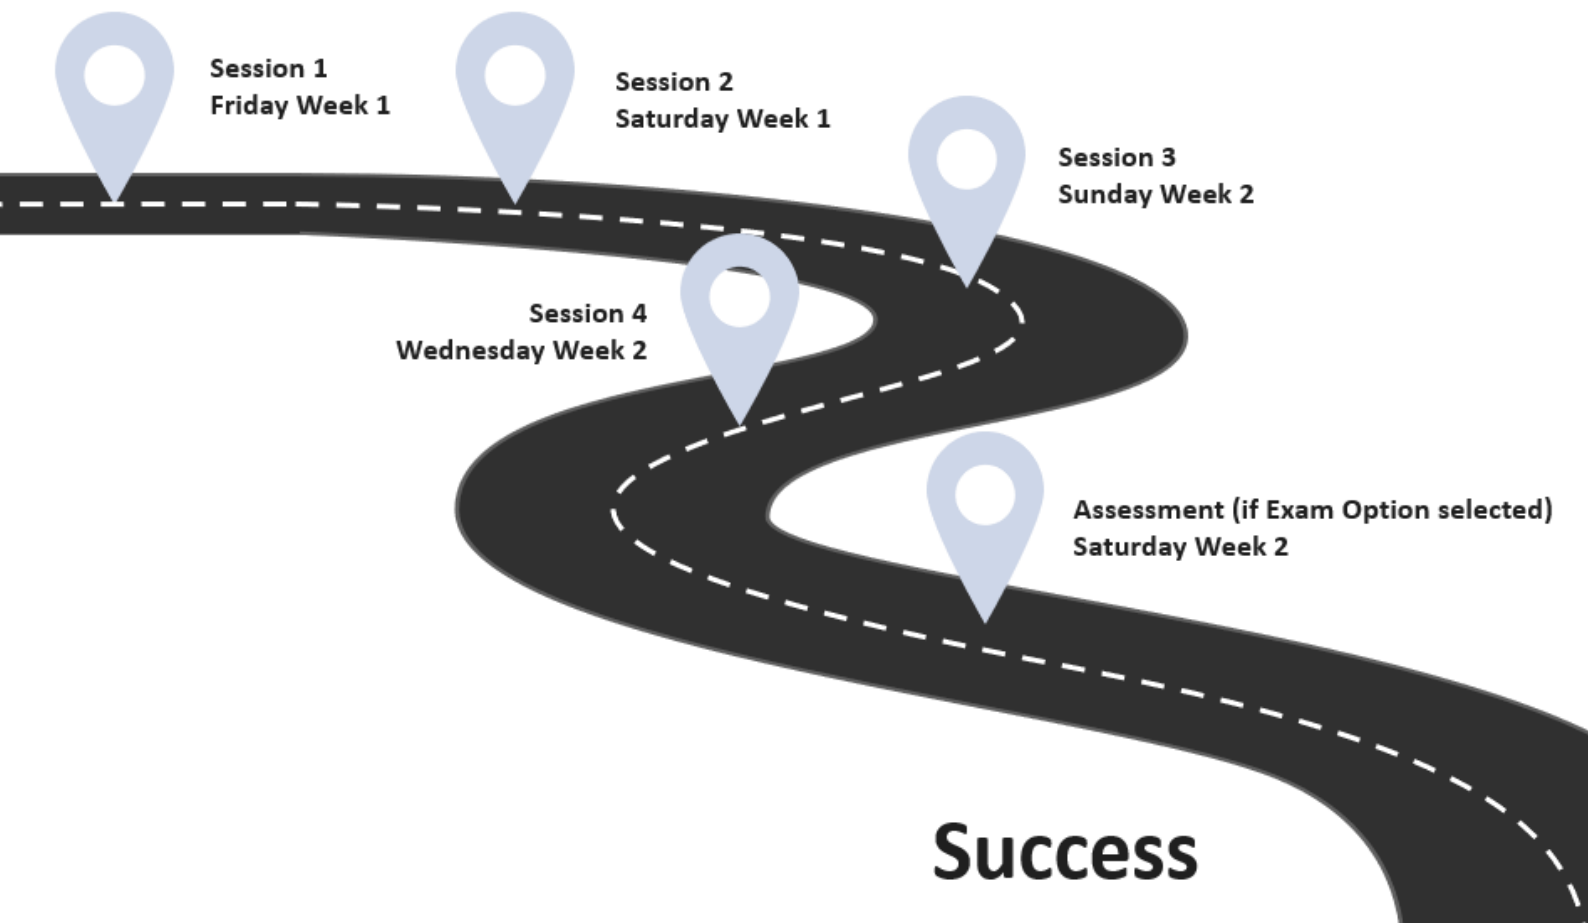 Session 1
Friday Week 1
Session 2
Saturday Week 1
Session 3
Sunday Week 2
Session 4
Wednesday Week 2
Assessment (if Exam Option selected)
Saturday Week 2
Success